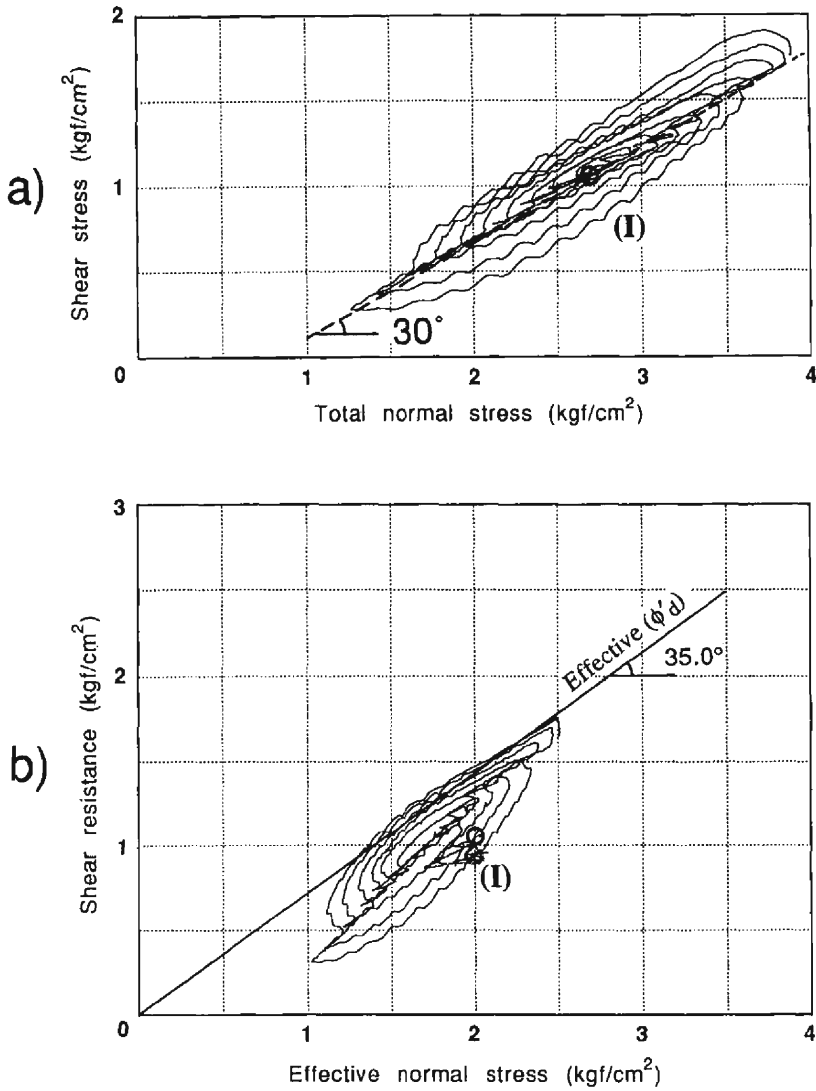 a)
Shear stress (kgf/cm²)
2
1
0
1
2
3
4
(I)
30°
Total normal stress (kgf/cm²)
b)
Shear resistance (kgf/cm²)
3
2
1
0
1
2
3
4
Effective (ϕ'd)
35.0°
(I)
Effective normal stress (kgf/cm²)